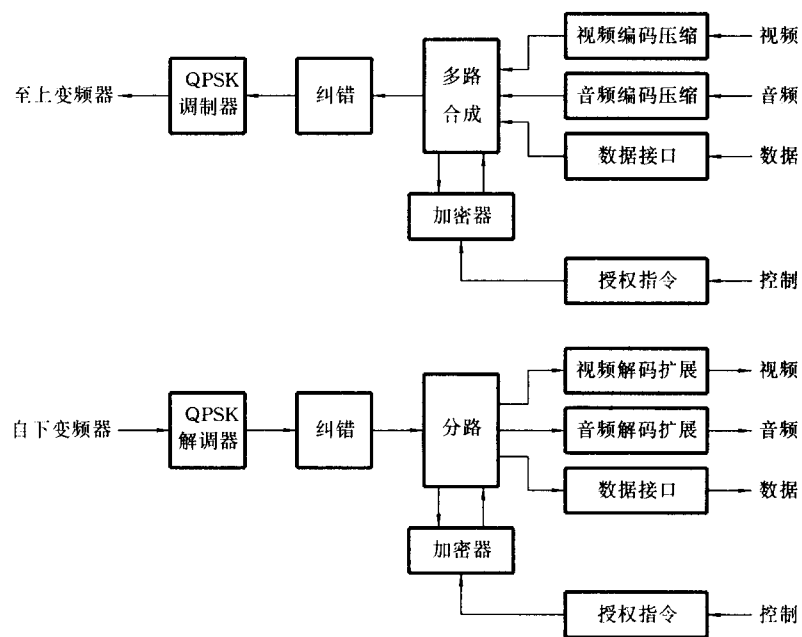 视频编码压缩
视频
至上变频器
QPSK
调制器
纠错
多路
合成
音频编码压缩
音频
数据接口
数据
加密器
授权指令
控制
视频解码扩展
视频
自下变频器
QPSK
解调器
纠错
分路
音频解码扩展
音频
数据接口
数据
加密器
授权指令
控制